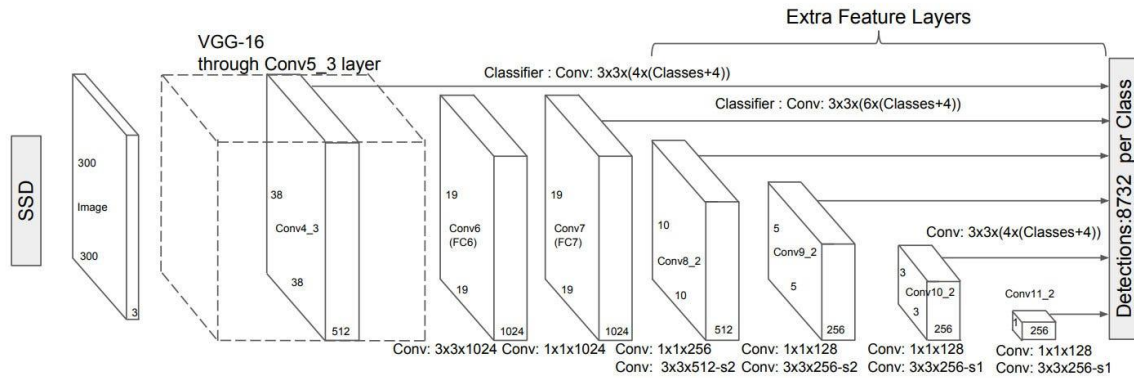 Extra Feature Layers
VGG-16
through Conv5_3 layer
Classifier : Conv: 3x3x(4x(Classes+4))
Classifier : Conv: 3x3x(6x(Classes+4))
SSD
300
Image
300
3
38
Conv4_3
38
512
19
Conv6
(FC6)
19
1024
19
Conv7
(FC7)
19
1024
10
Conv8_2
10
512
5
Conv9_2
5
256
Conv: 3x3x(4x(Classes+4))
3
Conv10_2
3
256
Conv11_2
1
256
Detections:8732 per Class
Conv: 3x3x1024
Conv: 1x1x1024
Conv: 1x1x256
Conv: 3x3x512-s2
Conv: 1x1x128
Conv: 3x3x256-s2
Conv: 1x1x128
Conv: 3x3x256-s1
Conv: 1x1x128
Conv: 3x3x256-s1